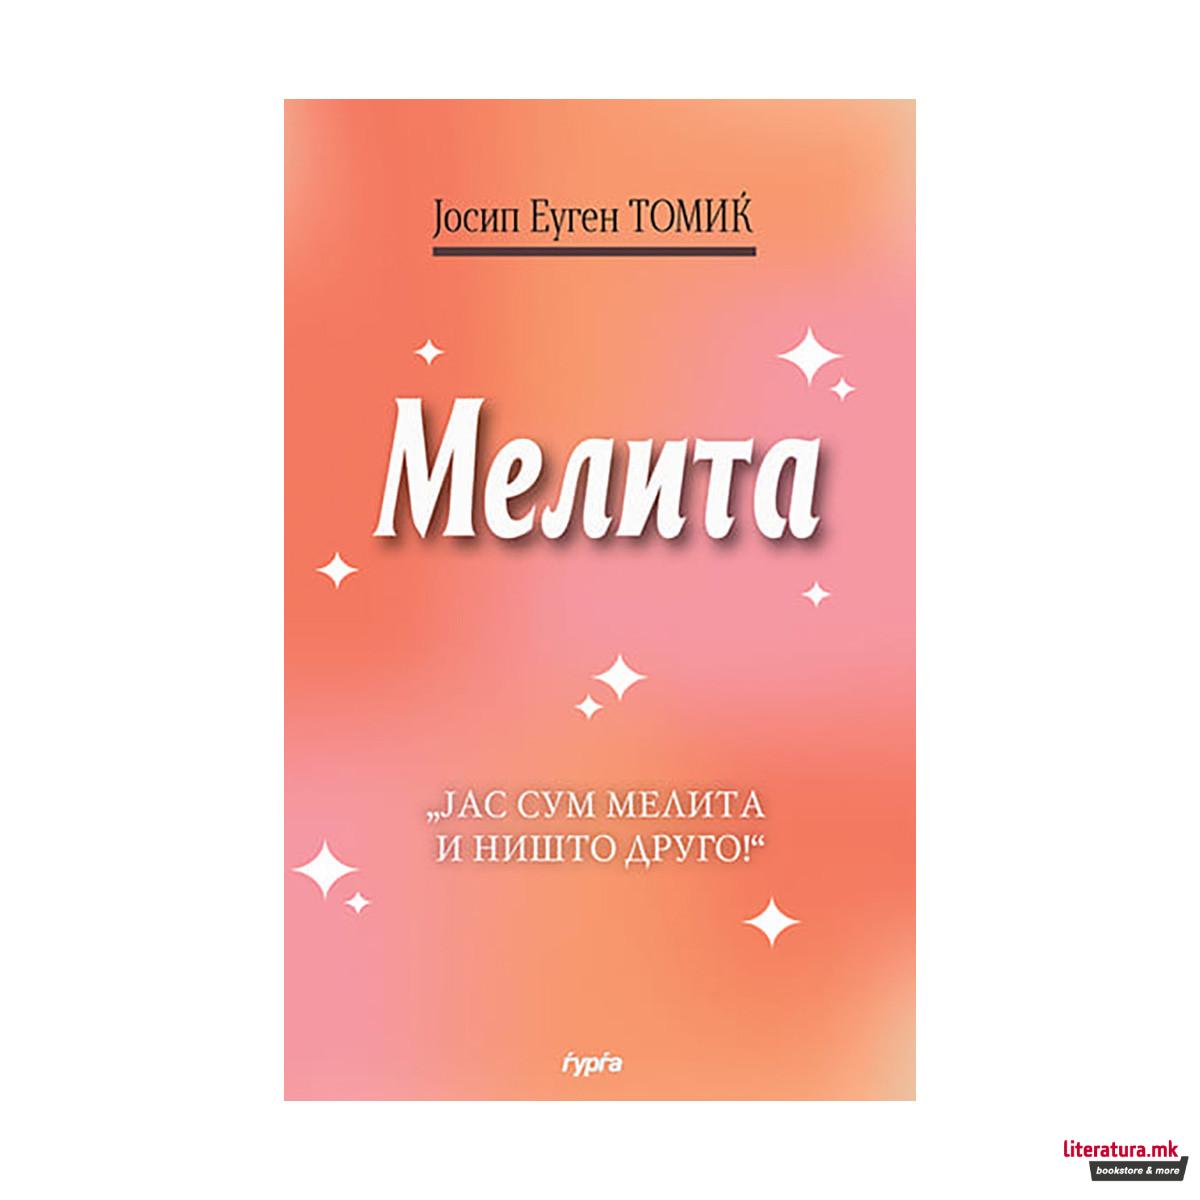 Јосип Еуген ТОМИЌ
Мелита
„ЈАС СУМ МЕЛИТА
И НИШТО ДРУГО!“
ѓурѓа
literatura.mk
bookstore & more